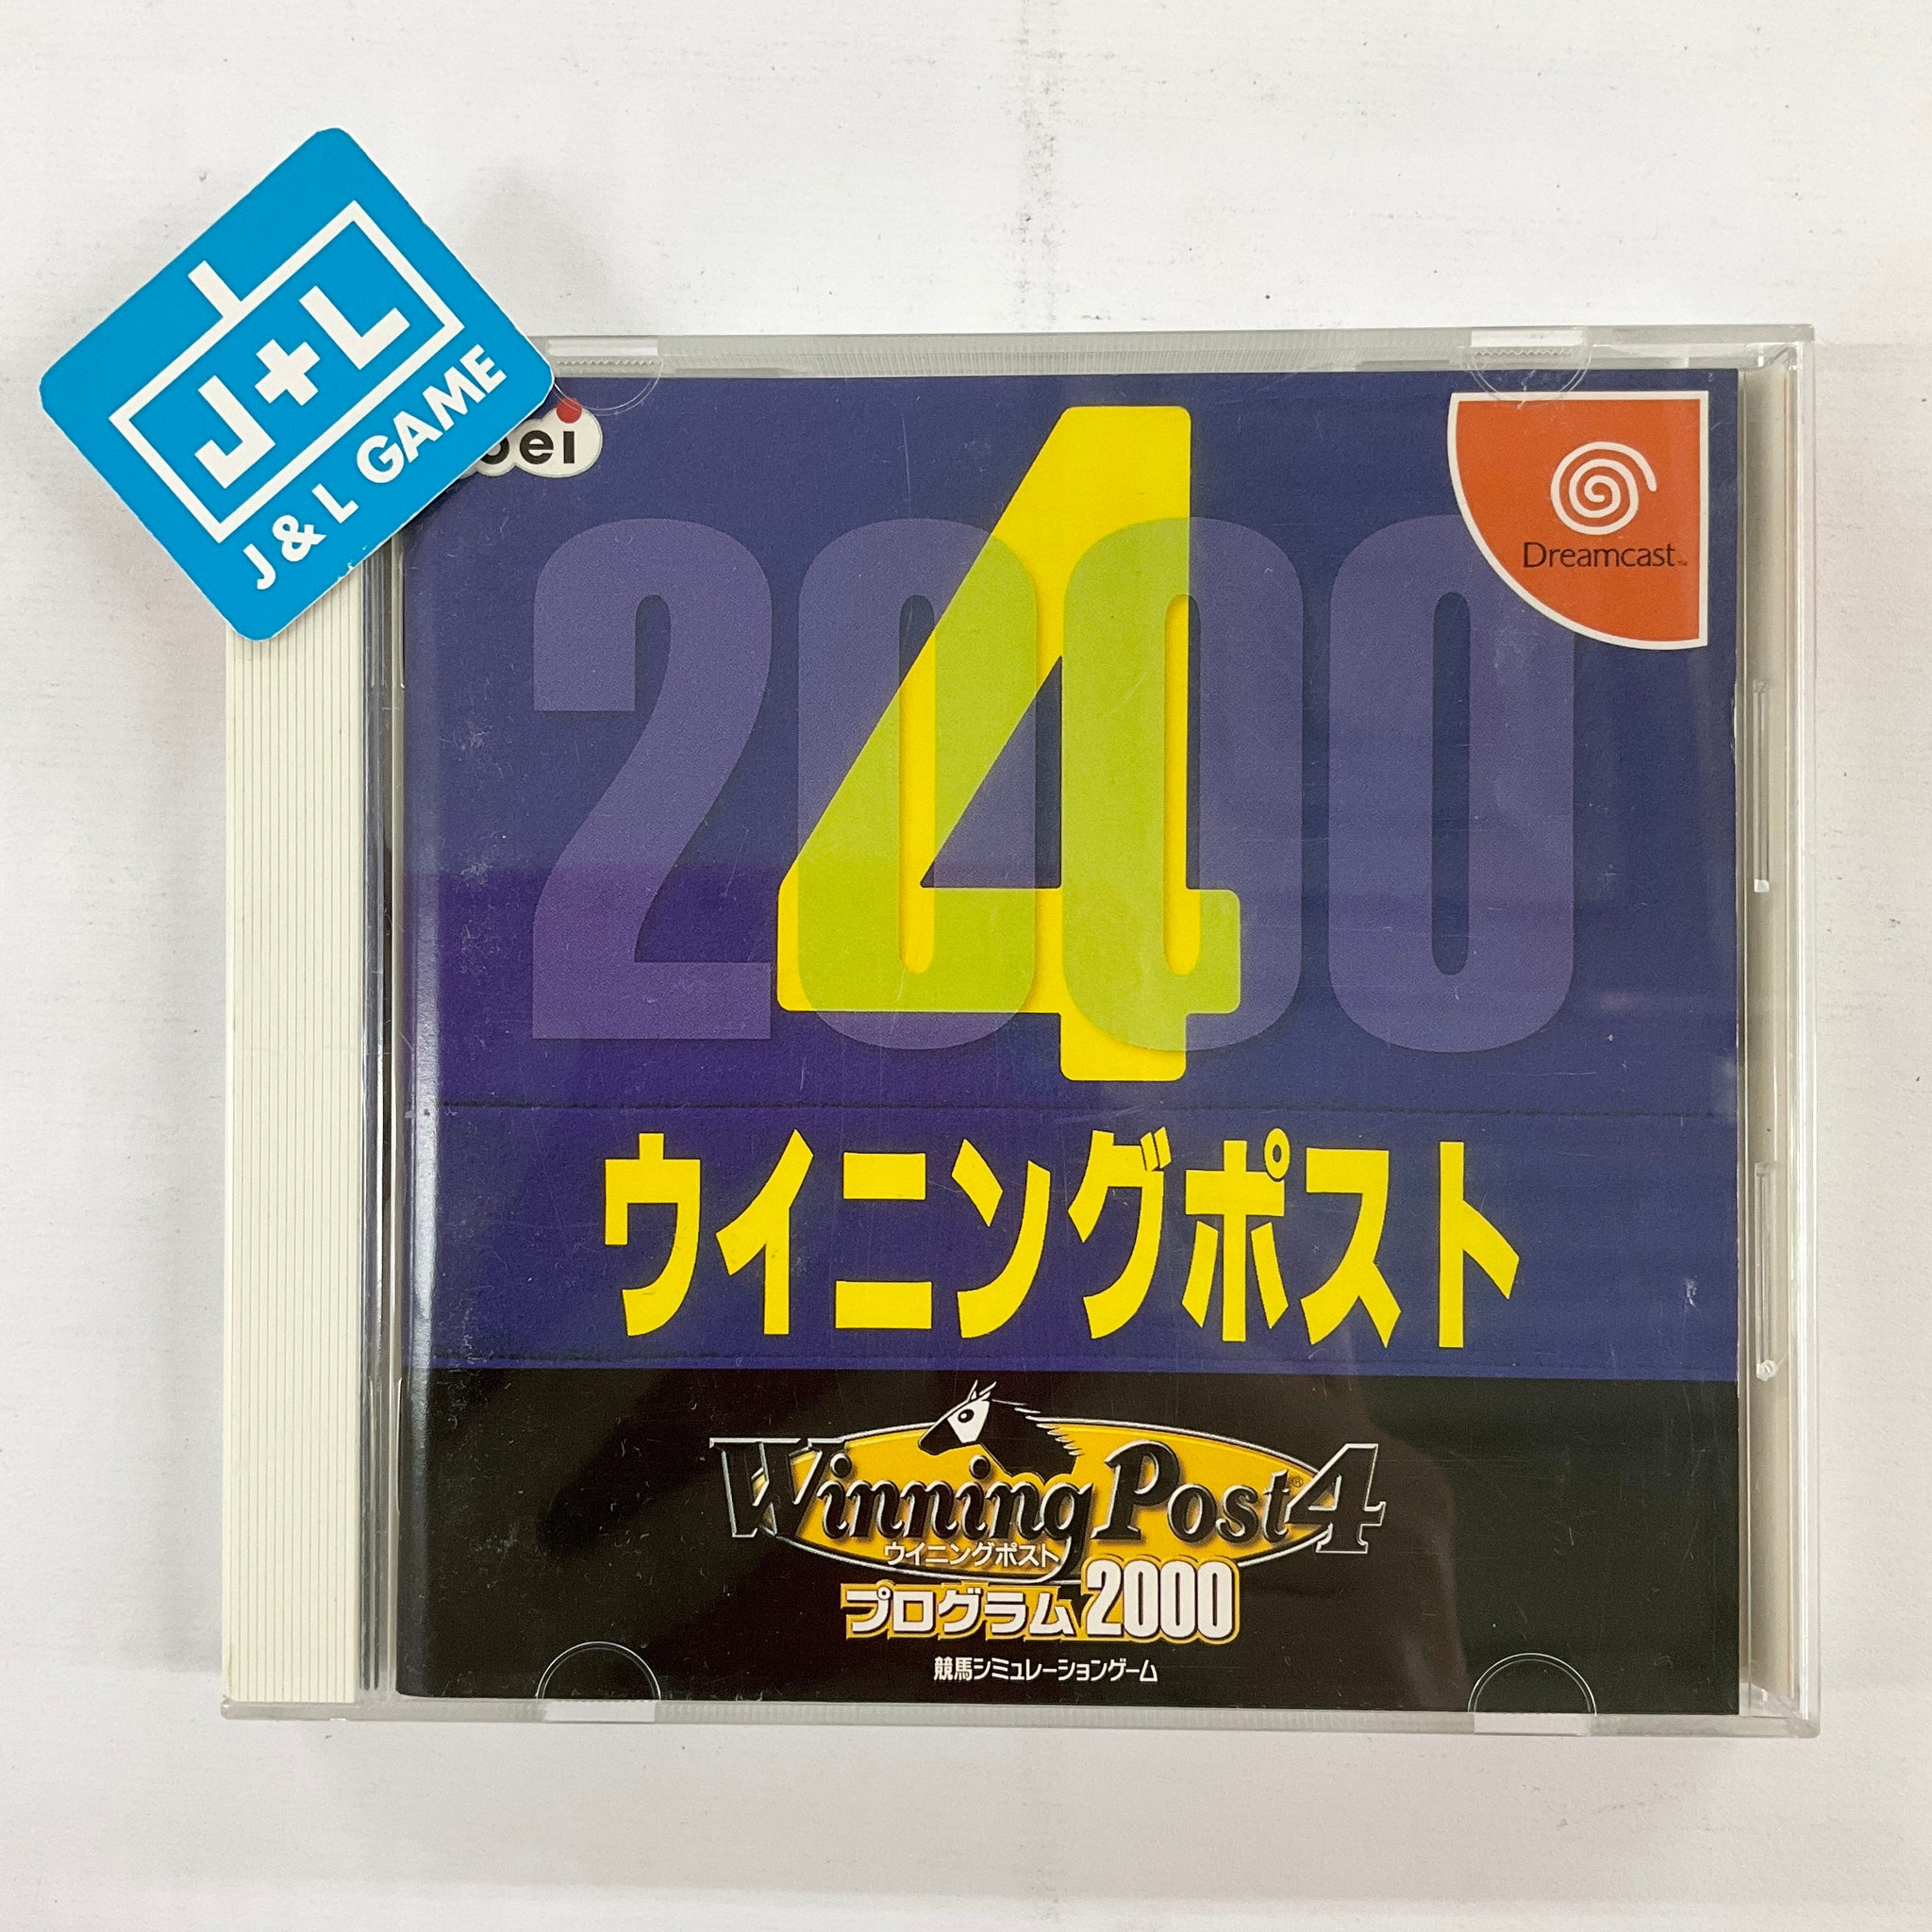 J+L
J & L GAME
Dreamcast™
2000
4
ウイニングポスト
Winning Post® 4
ウイニングポスト
プログラム2000
競馬シミュレーションゲーム